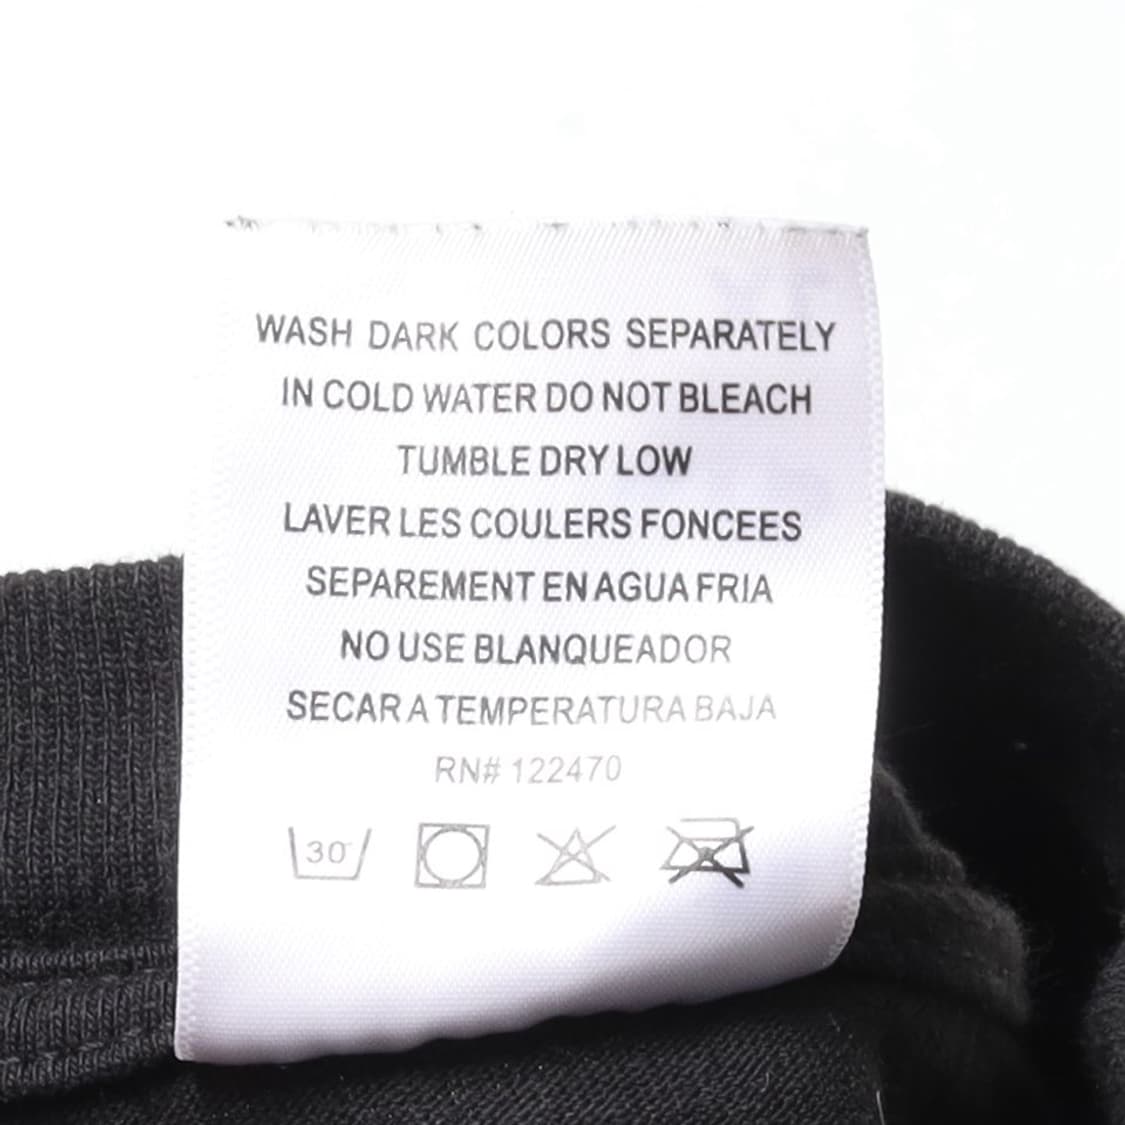 WASH DARK COLORS SEPARATELY
IN COLD WATER DO NOT BLEACH
TUMBLE DRY LOW
LAVER LES COULERS FONCEES
SEPAREMENT EN AGUA FRIA
NO USE BLANQUEADOR
SECAR A TEMPERATURA BAJA
RN# 122470
30°